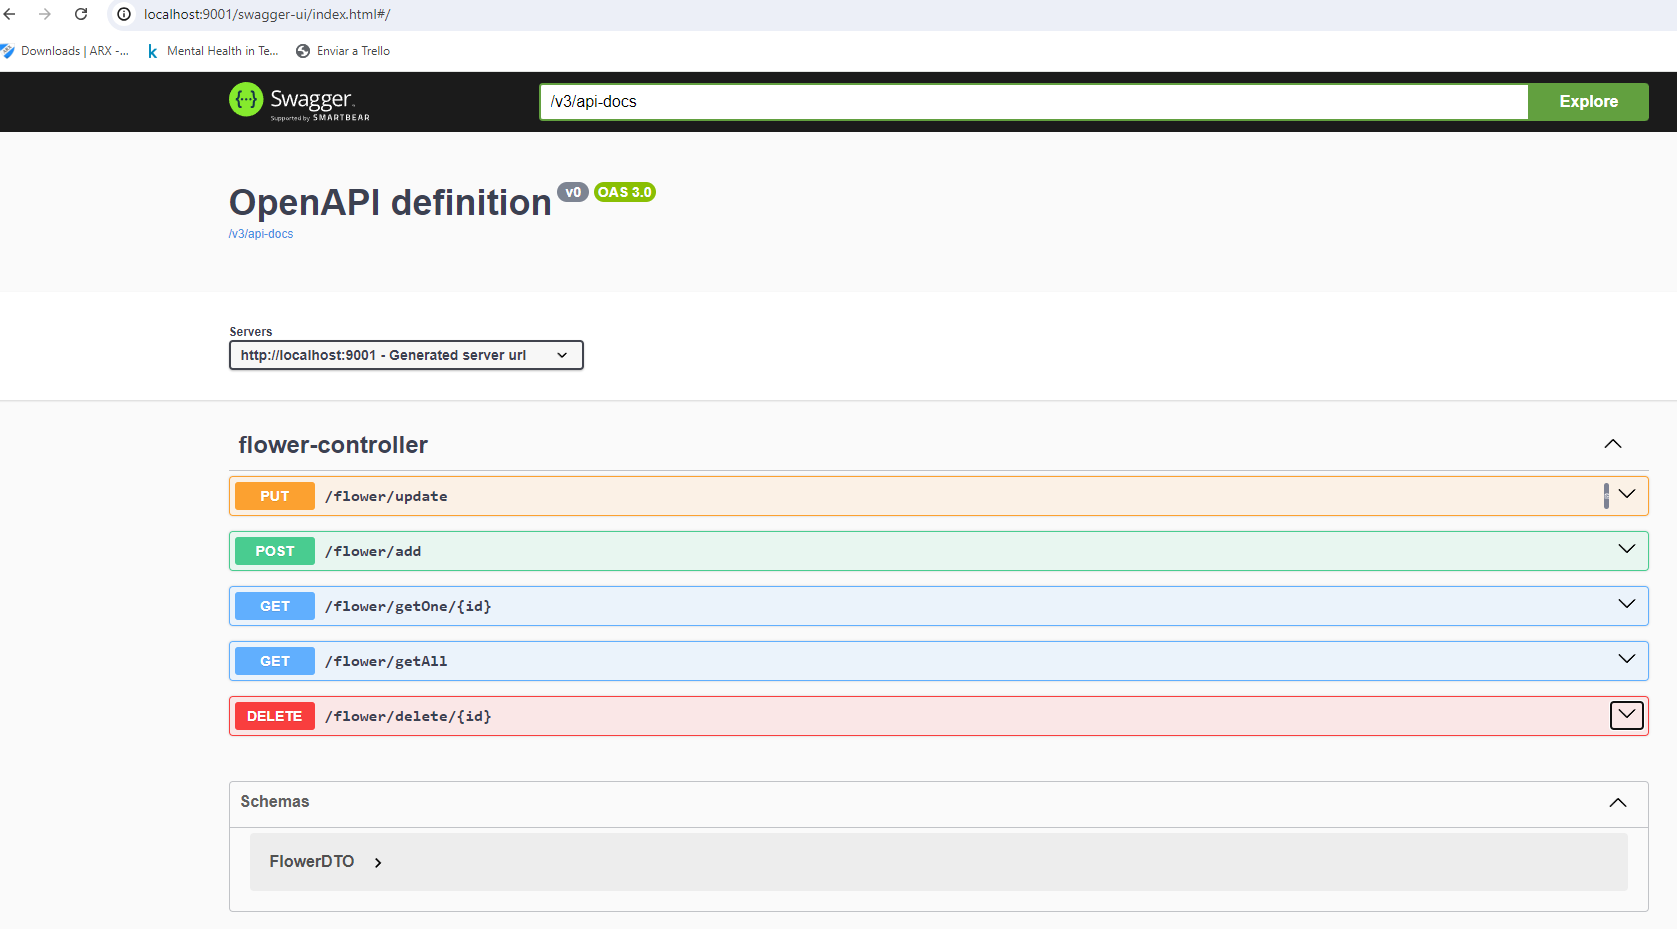 localhost:9001/swagger-ui/index.html#/
Downloads | ARX -... Mental Health in Te... Enviar a Trello
{···} Swagger™
Supported by SMARTBEAR
/v3/api-docs Explore
OpenAPI definition v0 OAS 3.0
/v3/api-docs
Servers
http://localhost:9001 - Generated server url
flower-controller
PUT /flower/update
POST /flower/add
GET /flower/getOne/{id}
GET /flower/getAll
DELETE /flower/delete/{id}
Schemas
FlowerDTO